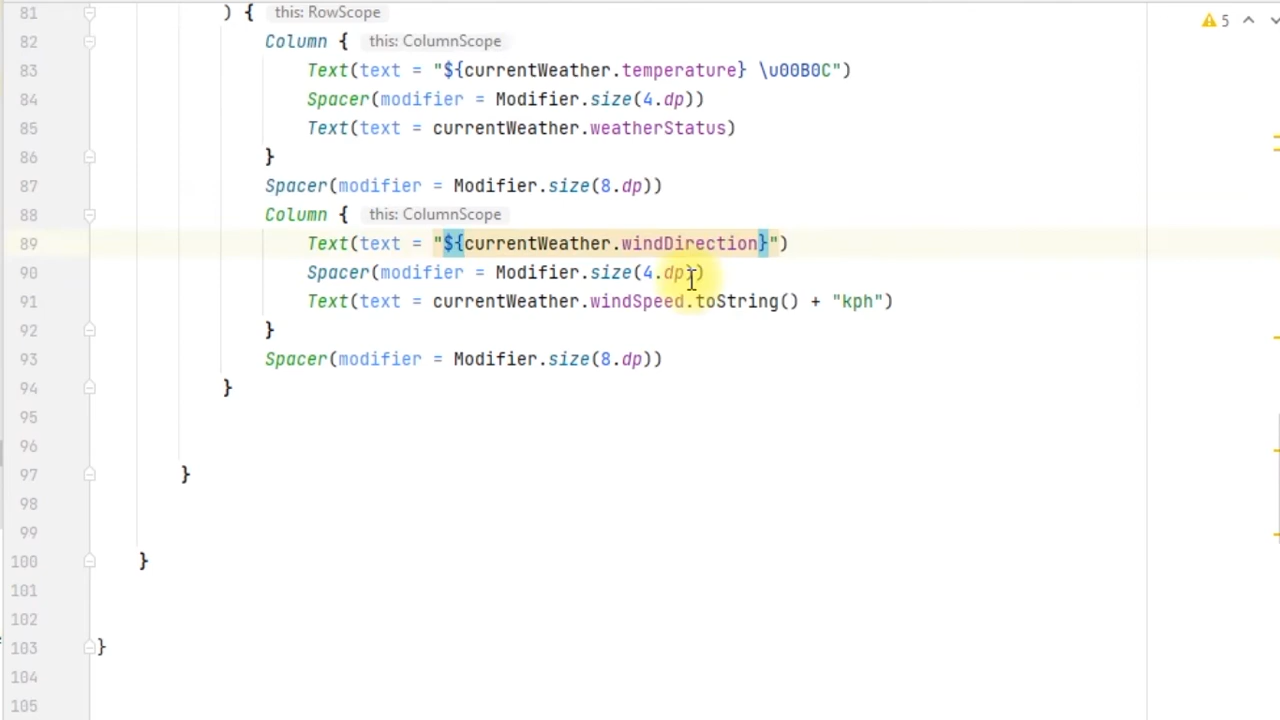 81 ) { this: RowScope
5
82 Column { this: ColumnScope
83 Text(text = "${currentWeather.temperature} \u00B0C")
84 Spacer(modifier = Modifier.size(4.dp))
85 Text(text = currentWeather.weatherStatus)
86 }
87 Spacer(modifier = Modifier.size(8.dp))
88 Column { this: ColumnScope
89 Text(text = "${currentWeather.windDirection}")
90 Spacer(modifier = Modifier.size(4.dp))
91 Text(text = currentWeather.windSpeed.toString() + "kph")
92 }
93 Spacer(modifier = Modifier.size(8.dp))
94 }
95
96
97 }
98
99
100 }
101
102
103 }
104
105